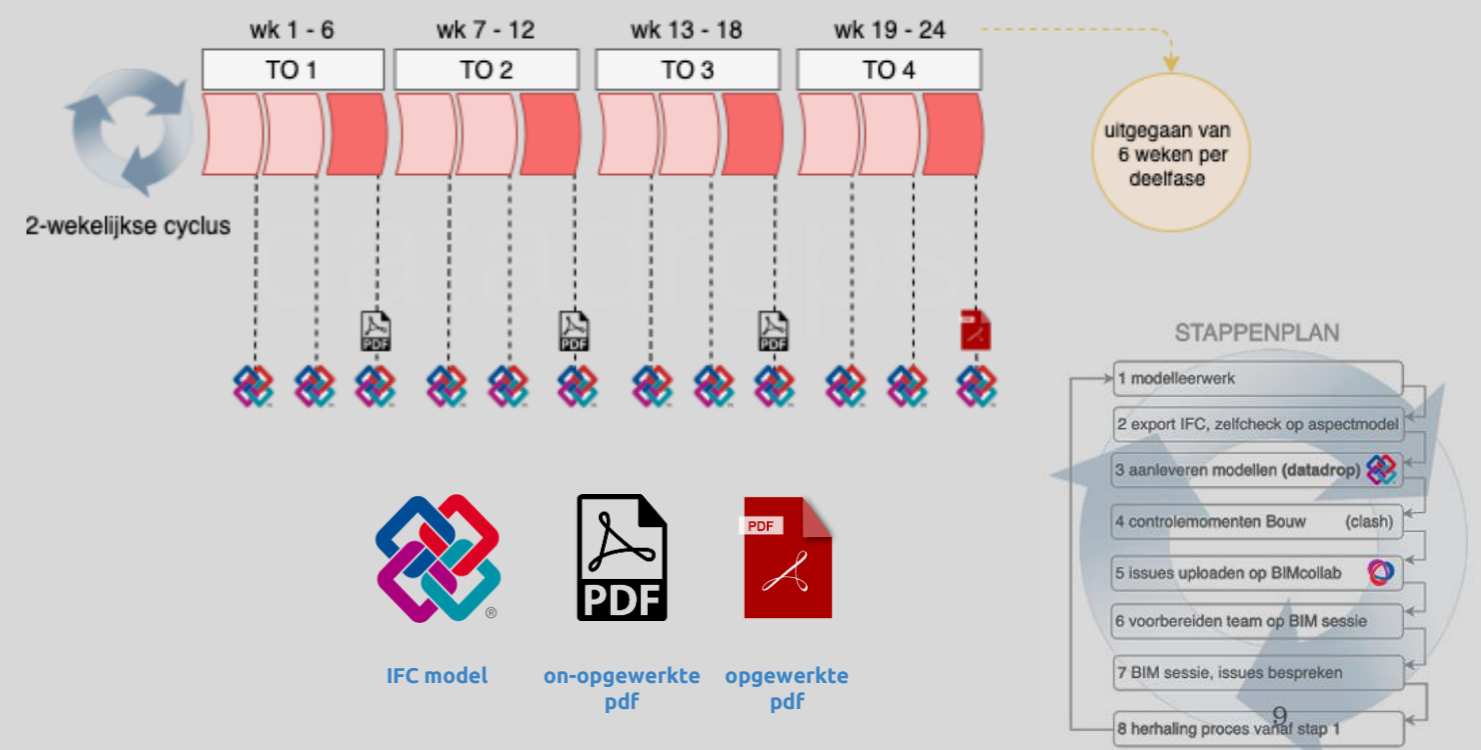 wk 1 - 6
wk 7 - 12
wk 13 - 18
wk 19 - 24
TO 1
TO 2
TO 3
TO 4
2-wekelijkse cyclus
uitgegaan van
6 weken per
deelfase
datadrops
PDF
PDF
PDF
STAPPENPLAN
1 modelleerwerk
2 export IFC, zelfcheck op aspectmodel
3 aanleveren modellen (datadrop)
4 controlemomenten Bouw (clash)
5 issues uploaden op BIMcollab
6 voorbereiden team op BIM sessie
7 BIM sessie, issues bespreken
8 herhaling proces vanaf stap 1
9
®
PDF
PDF
IFC model
on-opgewerkte
pdf
opgewerkte
pdf